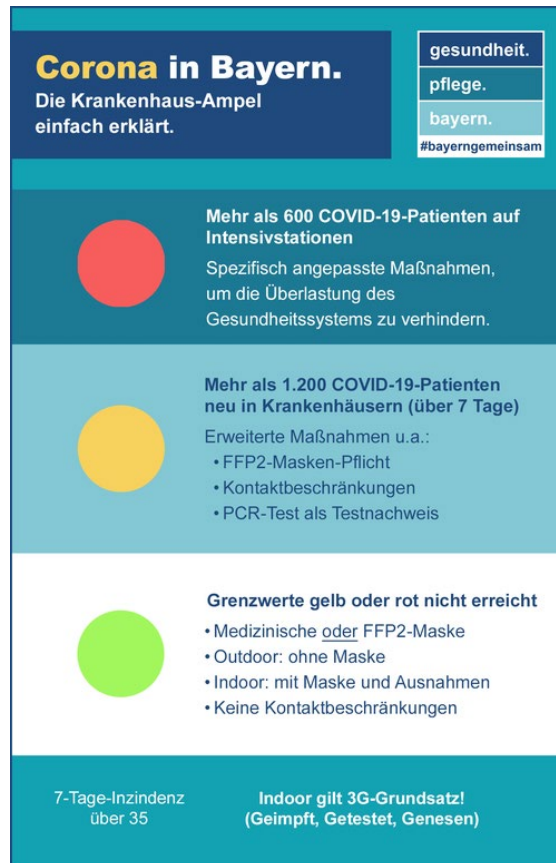 Corona in Bayern.
Die Krankenhaus-Ampel
einfach erklärt.
gesundheit.
pflege.
bayern.
#bayerngemeinsam
Mehr als 600 COVID-19-Patienten auf
Intensivstationen
Spezifisch angepasste Maßnahmen,
um die Überlastung des
Gesundheitssystems zu verhindern.
Mehr als 1.200 COVID-19-Patienten
neu in Krankenhäusern (über 7 Tage)
Erweiterte Maßnahmen u.a.:
• FFP2-Masken-Pflicht
• Kontaktbeschränkungen
• PCR-Test als Testnachweis
Grenzwerte gelb oder rot nicht erreicht
• Medizinische oder FFP2-Maske
• Outdoor: ohne Maske
• Indoor: mit Maske und Ausnahmen
• Keine Kontaktbeschränkungen
7-Tage-Inzindenz
über 35
Indoor gilt 3G-Grundsatz!
(Geimpft, Getestet, Genesen)